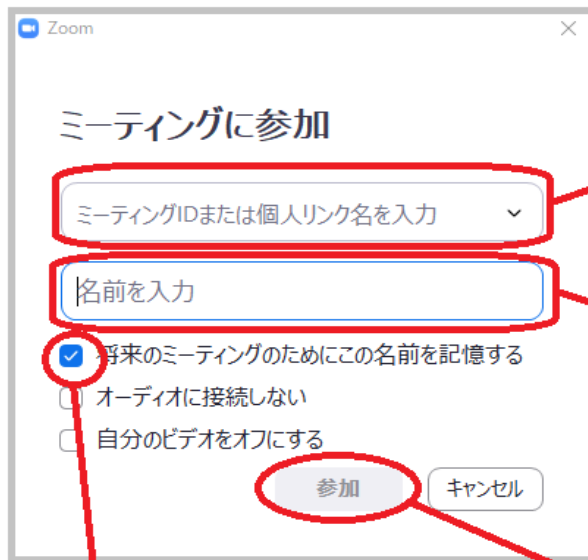 Zoom
ミーティングに参加
ミーティングIDまたは個人リンク名を入力
名前を入力
将来のミーティングのためにこの名前を記憶する
オーディオに接続しない
自分のビデオをオフにする
参加 キャンセル